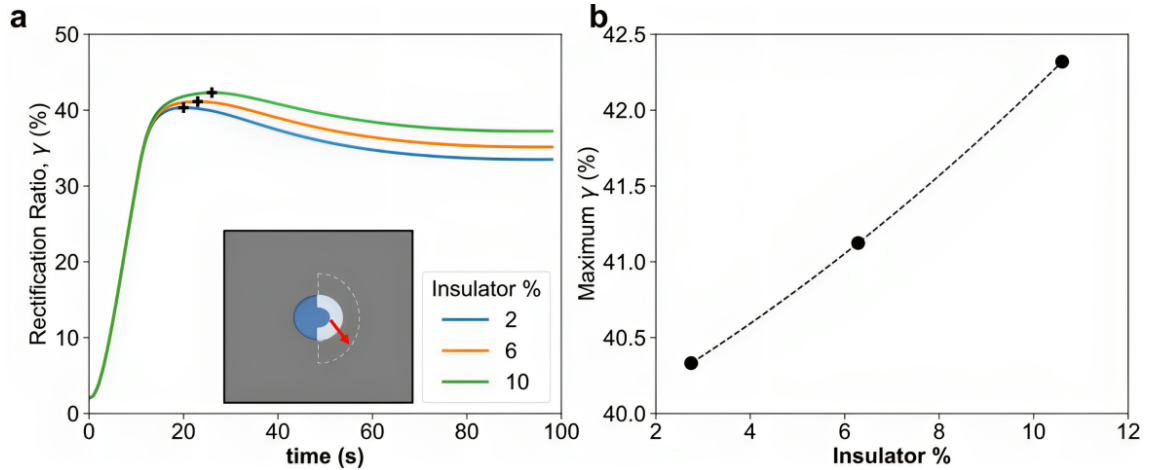 a
50
40
30
20
10
0
Rectification Ratio, γ (%)
0 20 40 60 80 100
time (s)
Insulator %
2
6
10
b
42.5
42.0
41.5
41.0
40.5
40.0
Maximum γ (%)
2 4 6 8 10 12
Insulator %